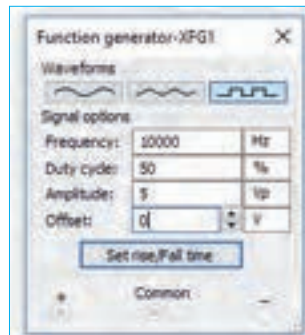 Function generator-XFG1
Waveforms
Signal options
Frequency: 10000 Hz
Duty cycle: 50 %
Amplitude: 5 Vp
Offset: 0 V
Set rise/Fall time
+ Common −